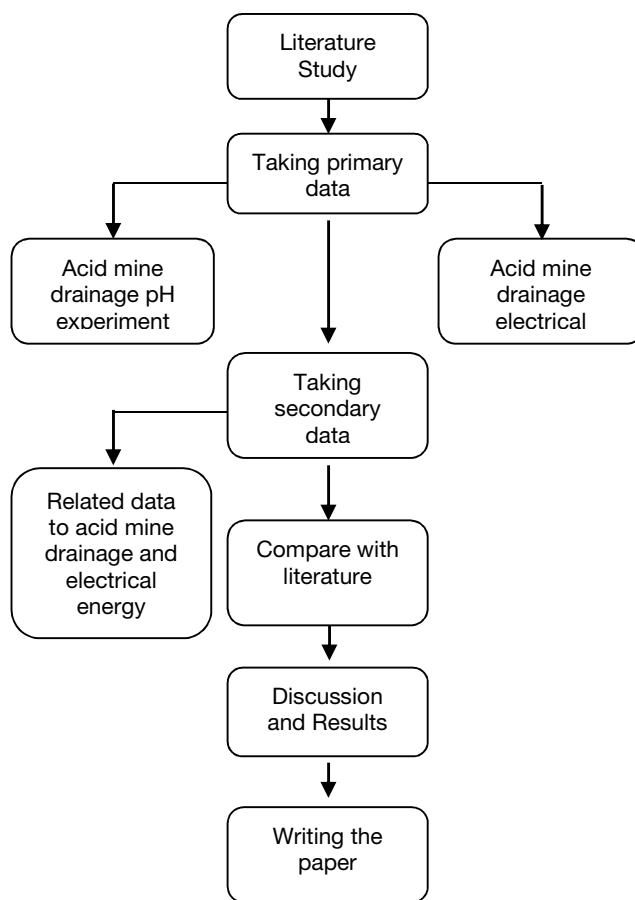 Literature
Study
Taking primary
data
Acid mine
drainage pH
experiment
Acid mine
drainage
electrical
Taking
secondary
data
Related data
to acid mine
drainage and
electrical
energy
Compare with
literature
Discussion
and Results
Writing the
paper